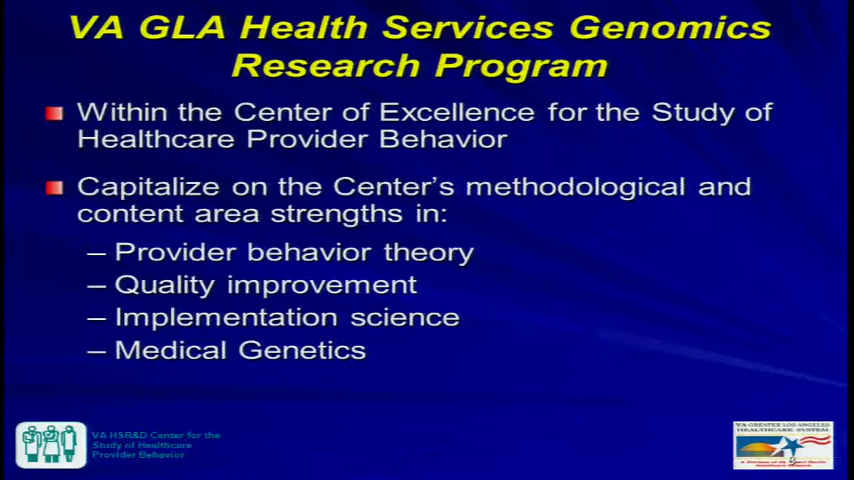 VA GLA Health Services Genomics
Research Program
Within the Center of Excellence for the Study of
Healthcare Provider Behavior
Capitalize on the Center's methodological and
content area strengths in:
– Provider behavior theory
– Quality improvement
– Implementation science
– Medical Genetics
VA HSR&D Center for the
Study of Healthcare
Provider Behavior
VA GREATER LOS ANGELES
HEALTHCARE SYSTEM